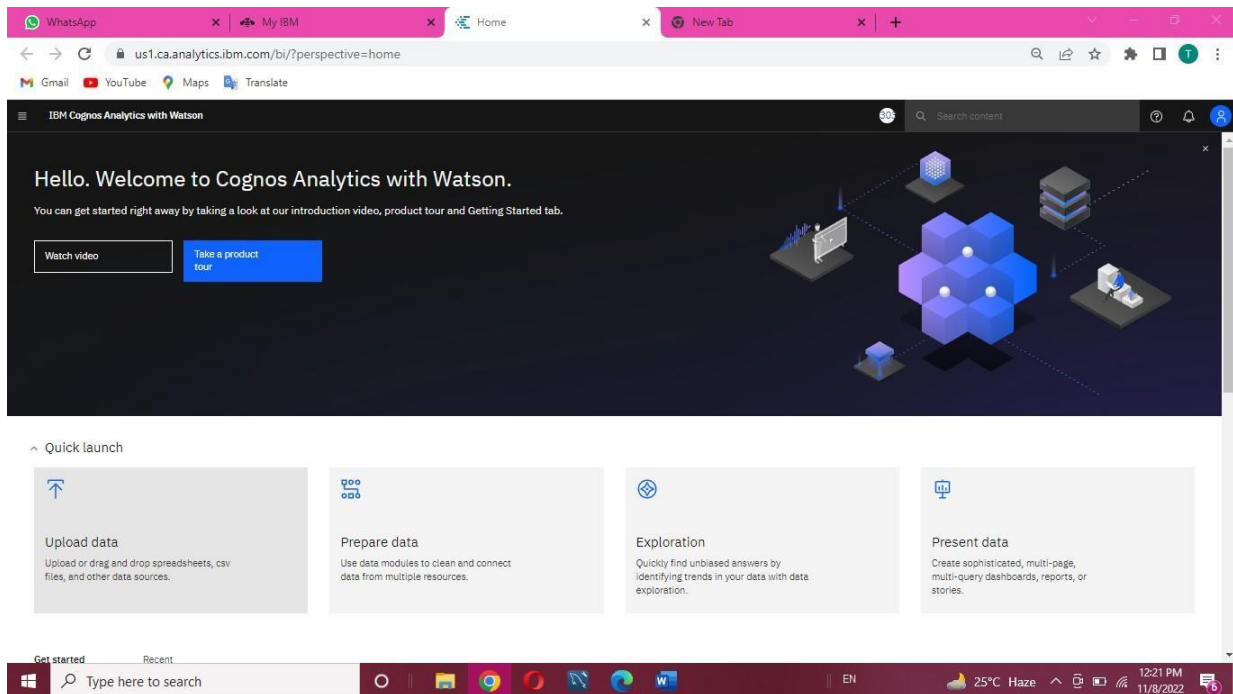 WhatsApp
My IBM
Home
New Tab
us1.ca.analytics.ibm.com/bi/?perspective=home
T
Gmail
YouTube
Maps
Translate
IBM Cognos Analytics with Watson
Search content
Hello. Welcome to Cognos Analytics with Watson.
You can get started right away by taking a look at our introduction video, product tour and Getting Started tab.
Watch video
Take a product
tour
Quick launch
Upload data
Upload or drag and drop spreadsheets, csv
files, and other data sources.
Prepare data
Use data modules to clean and connect
data from multiple resources.
Exploration
Quickly find unbiased answers by
identifying trends in your data with data
exploration.
Present data
Create sophisticated, multi-page,
multi-query dashboards, reports, or
stories.
Get started
Recent
Type here to search
EN
25°C Haze
12:21 PM
11/8/2022